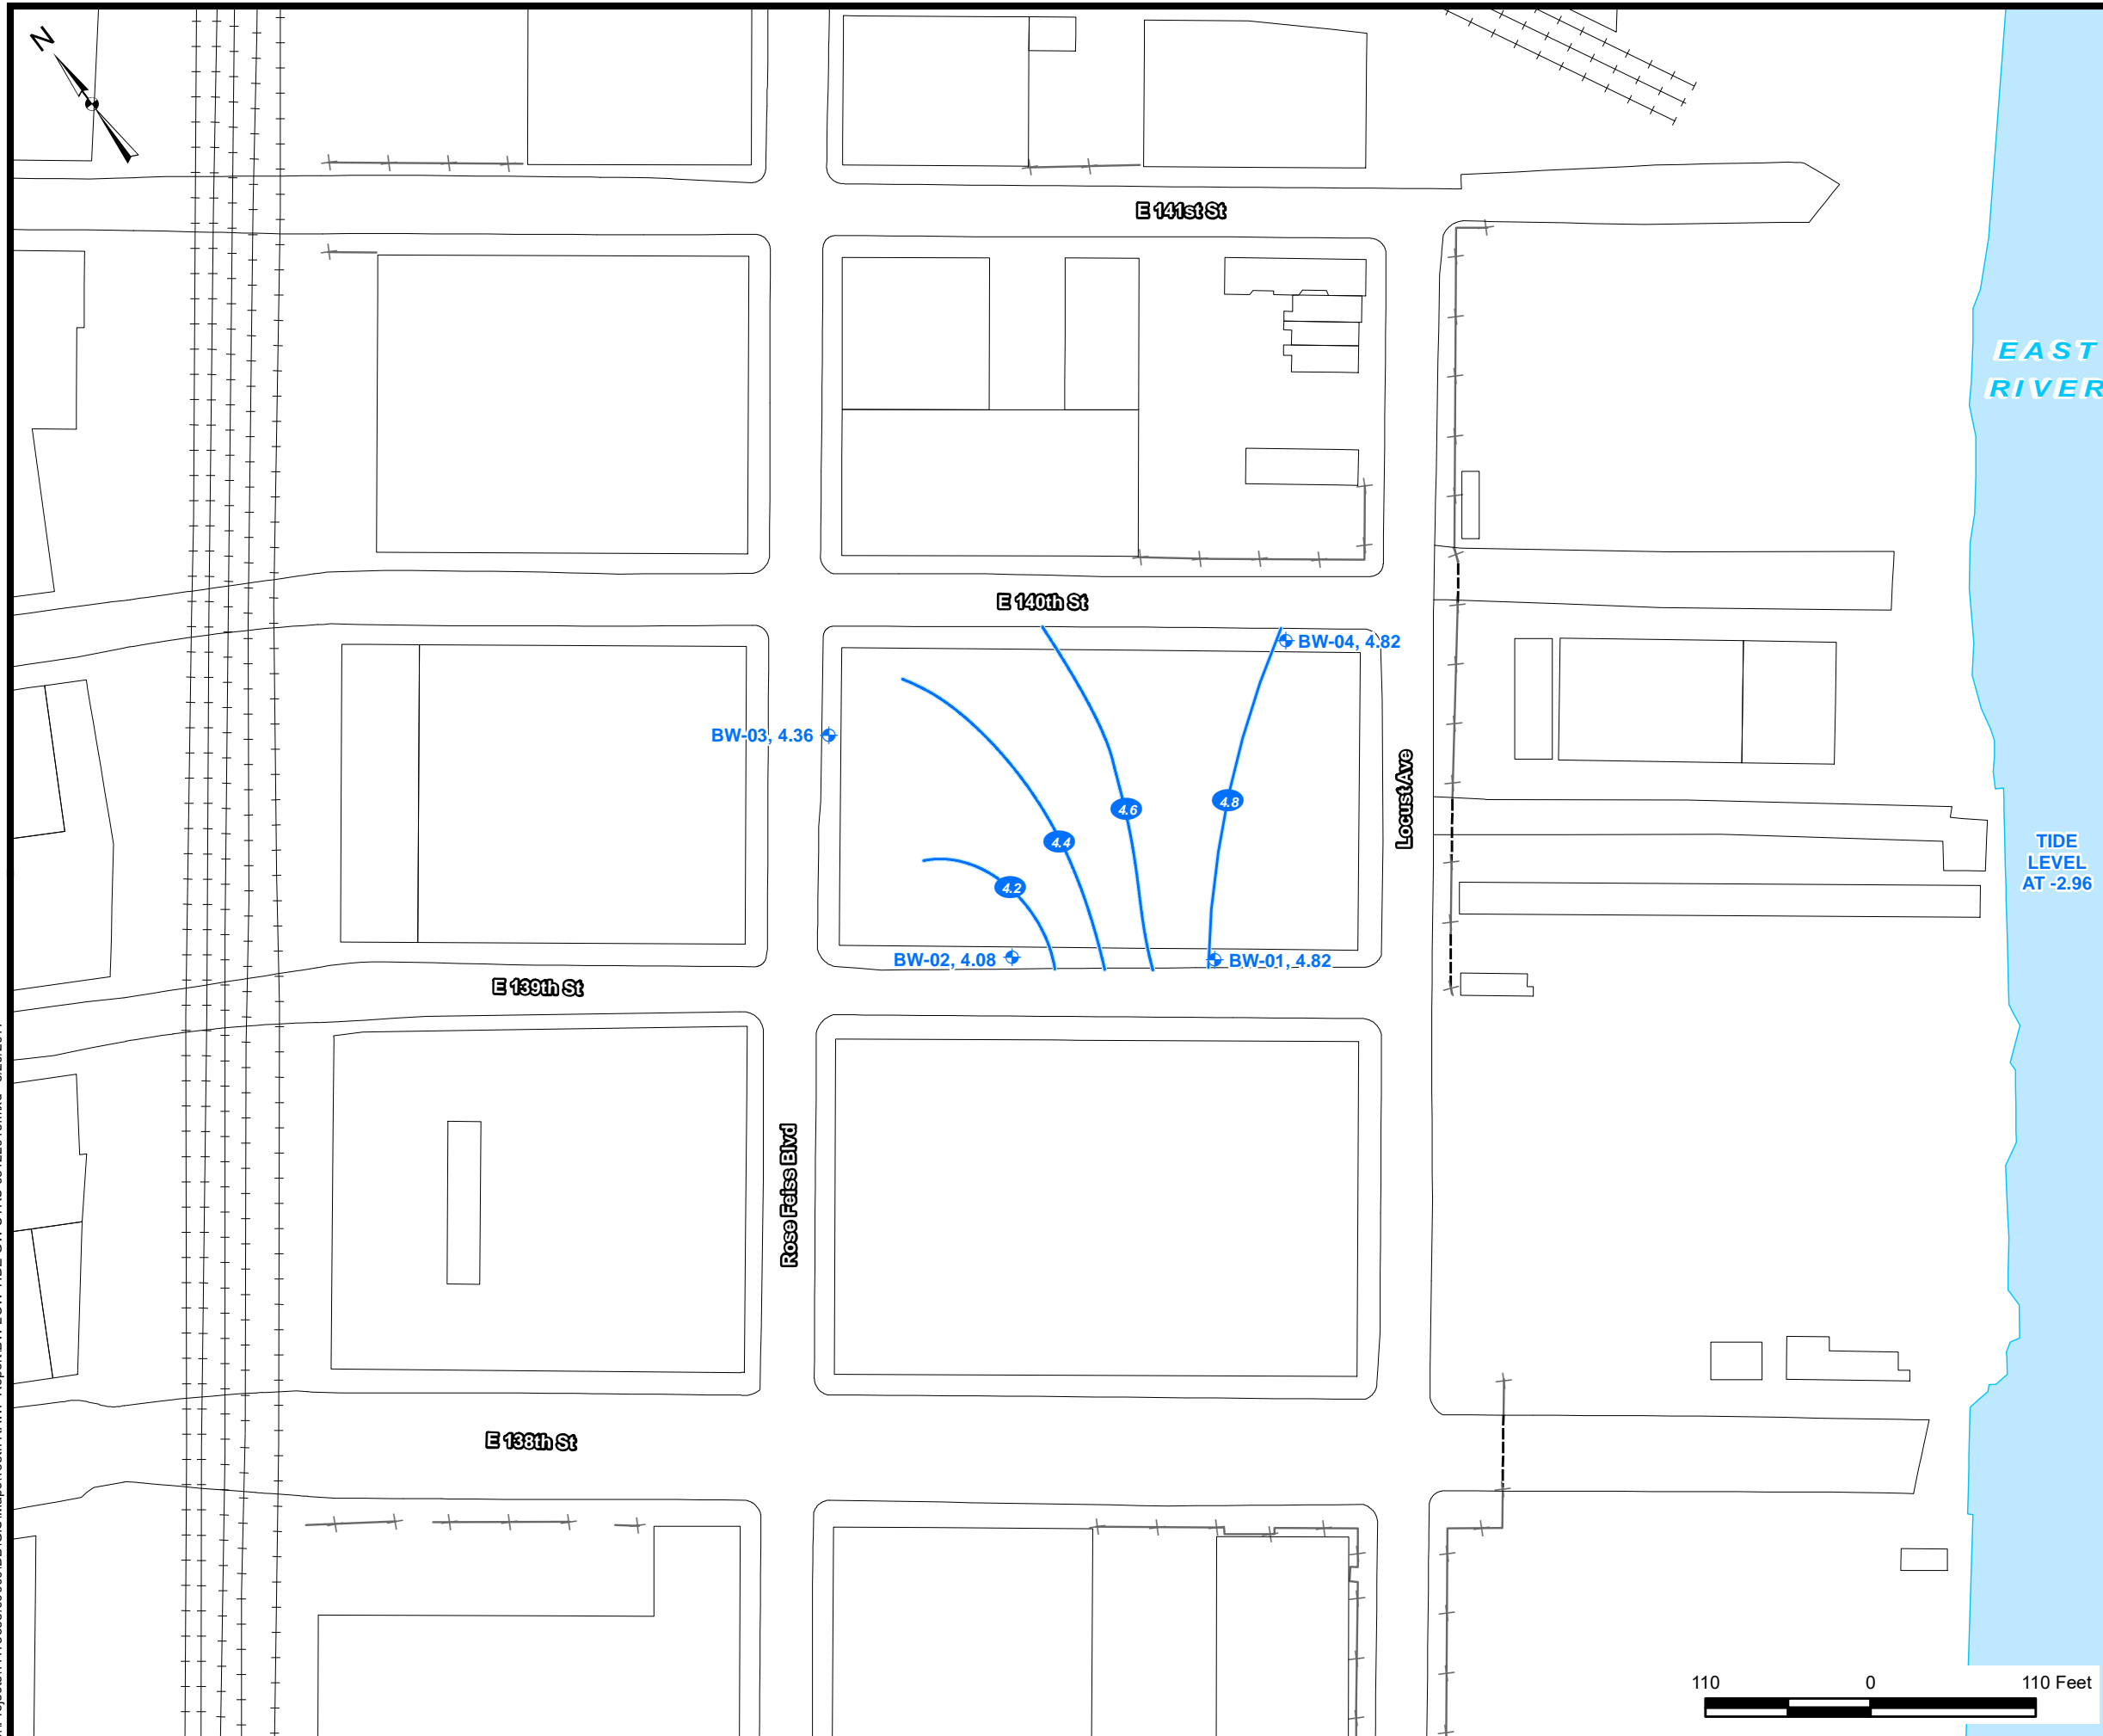 N
E 141st St
EAST
RIVER
E 140th St
BW-04, 4.82
BW-03, 4.36
Locust Ave
4.8
4.6
4.4
TIDE
LEVEL
AT -2.96
4.2
BW-02, 4.08
BW-01, 4.82
E 139th St
Rose Feiss Blvd
E 138th St
110 0 110 Feet